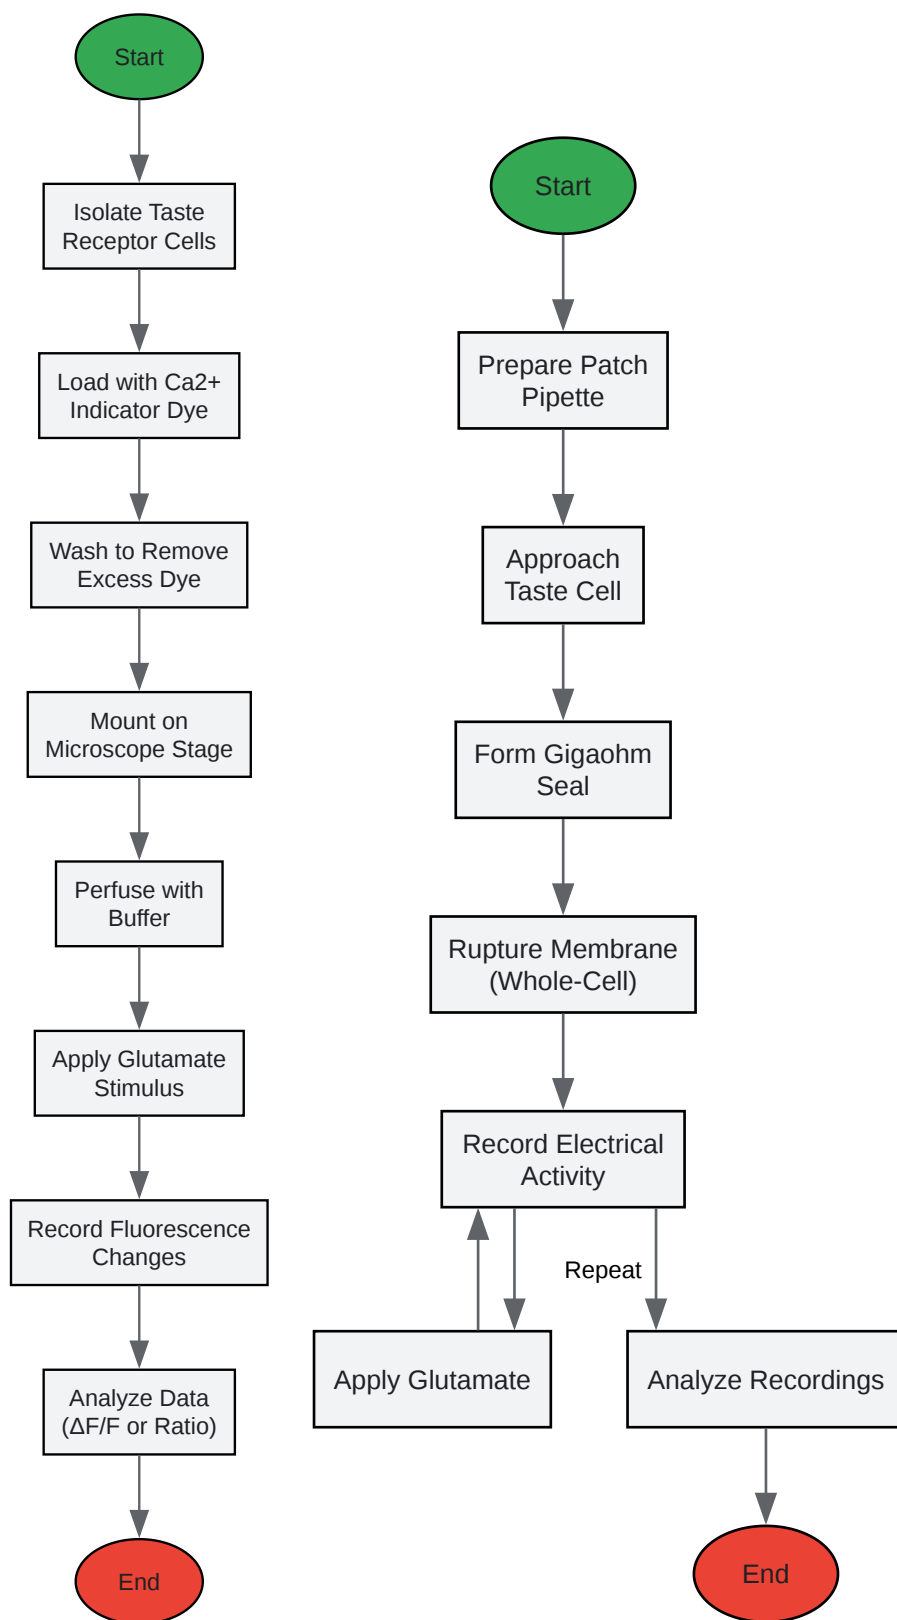 Start
Isolate Taste
Receptor Cells
Load with Ca2+
Indicator Dye
Wash to Remove
Excess Dye
Mount on
Microscope Stage
Perfuse with
Buffer
Apply Glutamate
Stimulus
Record Fluorescence
Changes
Analyze Data
(ΔF/F or Ratio)
End
Start
Prepare Patch
Pipette
Approach
Taste Cell
Form Gigaohm
Seal
Rupture Membrane
(Whole-Cell)
Record Electrical
Activity
Repeat
Apply Glutamate
Analyze Recordings
End